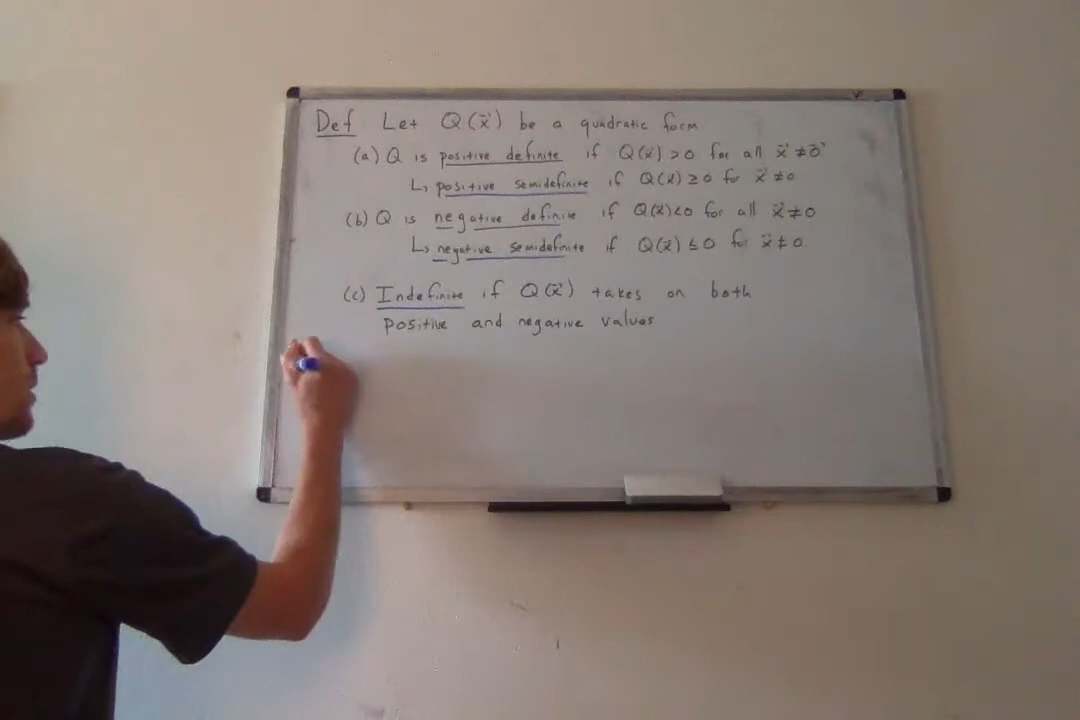 Def Let Q(x⃗) be a quadratic form
(a) Q is positive definite if Q(x⃗) > 0 for all x⃗ ≠ 0⃗
↳ positive semidefinite if Q(x⃗) ≥ 0 for x⃗ ≠ 0
(b) Q is negative definite if Q(x⃗) < 0 for all x⃗ ≠ 0
↳ negative semidefinite if Q(x⃗) ≤ 0 for x⃗ ≠ 0
(c) Indefinite if Q(x⃗) takes on both
positive and negative values